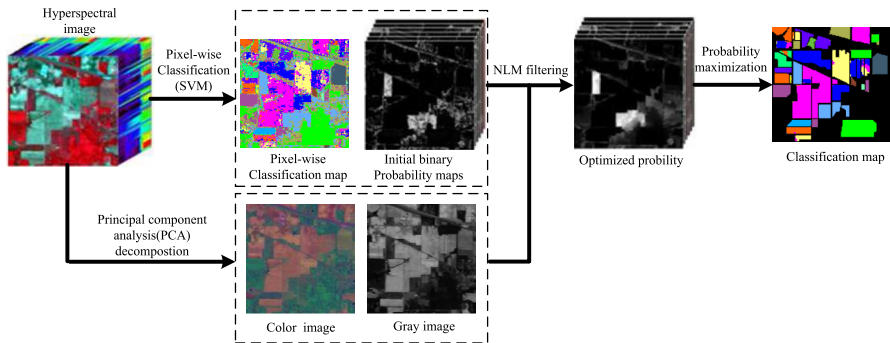 Hyperspectral
image
Pixel-wise
Classification
(SVM)
Pixel-wise
Classification map
Initial binary
Probability maps
NLM filtering
Optimized probility
Probability
maximization
Classification map
Principal component
analysis(PCA)
decompostion
Color image
Gray image